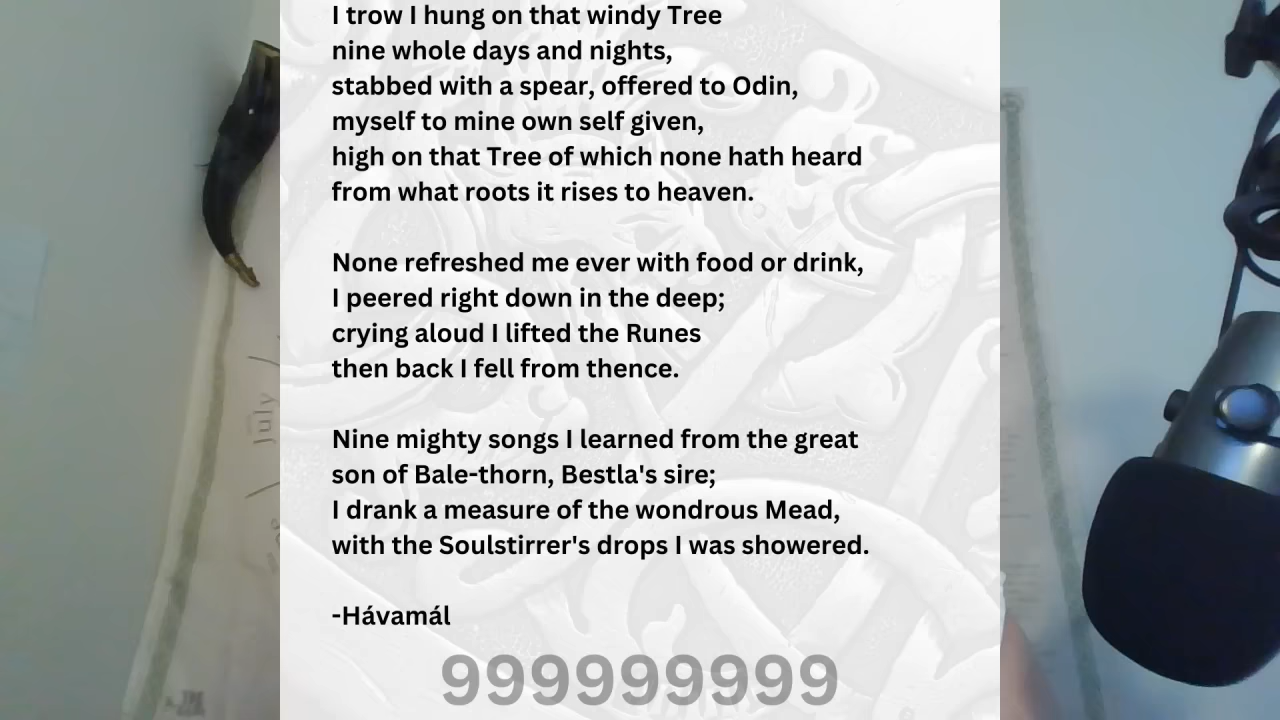 I trow I hung on that windy Tree
nine whole days and nights,
stabbed with a spear, offered to Odin,
myself to mine own self given,
high on that Tree of which none hath heard
from what roots it rises to heaven.
None refreshed me ever with food or drink,
I peered right down in the deep;
crying aloud I lifted the Runes
then back I fell from thence.
Nine mighty songs I learned from the great
son of Bale-thorn, Bestla's sire;
I drank a measure of the wondrous Mead,
with the Soulstirrer's drops I was showered.
-Hávamál
999999999
July